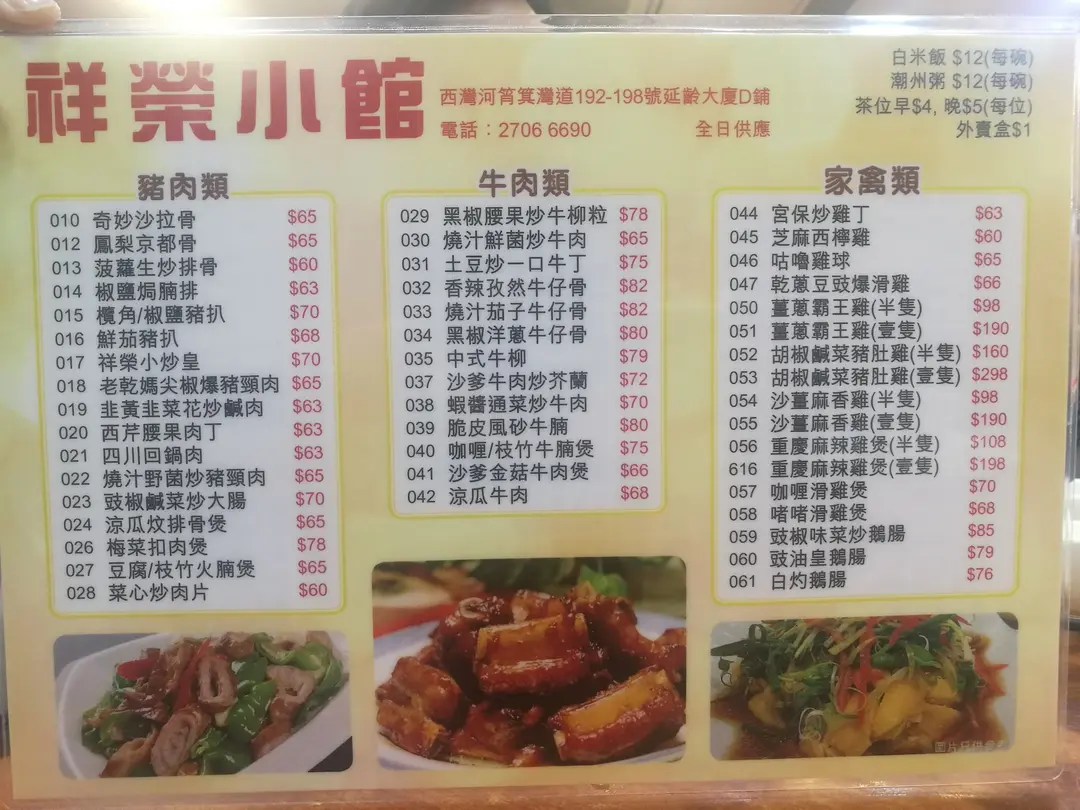 祥榮小館
西灣河筲箕灣道192-198號延齡大廈D鋪
電話：2706 6690 全日供應
白米飯 $12(每碗)
潮州粥 $12(每碗)
茶位早$4, 晚$5(每位)
外賣盒$1
豬肉類
010 奇妙沙拉骨 $65
012 鳳梨京都骨 $65
013 菠蘿生炒排骨 $60
014 椒鹽焗腩排 $63
015 欖角/椒鹽豬扒 $70
016 鮮茄豬扒 $68
017 祥榮小炒皇 $70
018 老乾媽尖椒爆豬頸肉 $65
019 韭黃韭菜花炒鹹肉 $63
020 西芹腰果肉丁 $63
021 四川回鍋肉 $63
022 燒汁野菌炒豬頸肉 $65
023 豉椒鹹菜炒大腸 $70
024 涼瓜炆排骨煲 $65
026 梅菜扣肉煲 $78
027 豆腐/枝竹火腩煲 $65
028 菜心炒肉片 $60
牛肉類
029 黑椒腰果炒牛柳粒 $78
030 燒汁鮮菌炒牛肉 $65
031 土豆炒一口牛丁 $75
032 香辣孜然牛仔骨 $82
033 燒汁茄子牛仔骨 $82
034 黑椒洋蔥牛仔骨 $80
035 中式牛柳 $79
037 沙爹牛肉炒芥蘭 $72
038 蝦醬通菜炒牛肉 $70
039 脆皮風砂牛腩 $80
040 咖喱/枝竹牛腩煲 $75
041 沙爹金菇牛肉煲 $66
042 涼瓜牛肉 $68
家禽類
044 宮保炒雞丁 $63
045 芝麻西檸雞 $60
046 咕嚕雞球 $65
047 乾蔥豆豉爆滑雞 $66
050 薑蔥霸王雞(半隻) $98
051 薑蔥霸王雞(壹隻) $190
052 胡椒鹹菜豬肚雞(半隻) $160
053 胡椒鹹菜豬肚雞(壹隻) $298
054 沙薑麻香雞(半隻) $98
055 沙薑麻香雞(壹隻) $190
056 重慶麻辣雞煲(半隻) $108
616 重慶麻辣雞煲(壹隻) $198
057 咖喱滑雞煲 $70
058 啫啫滑雞煲 $68
059 豉椒味菜炒鵝腸 $85
060 豉油皇鵝腸 $79
061 白灼鵝腸 $76
圖片只供參考